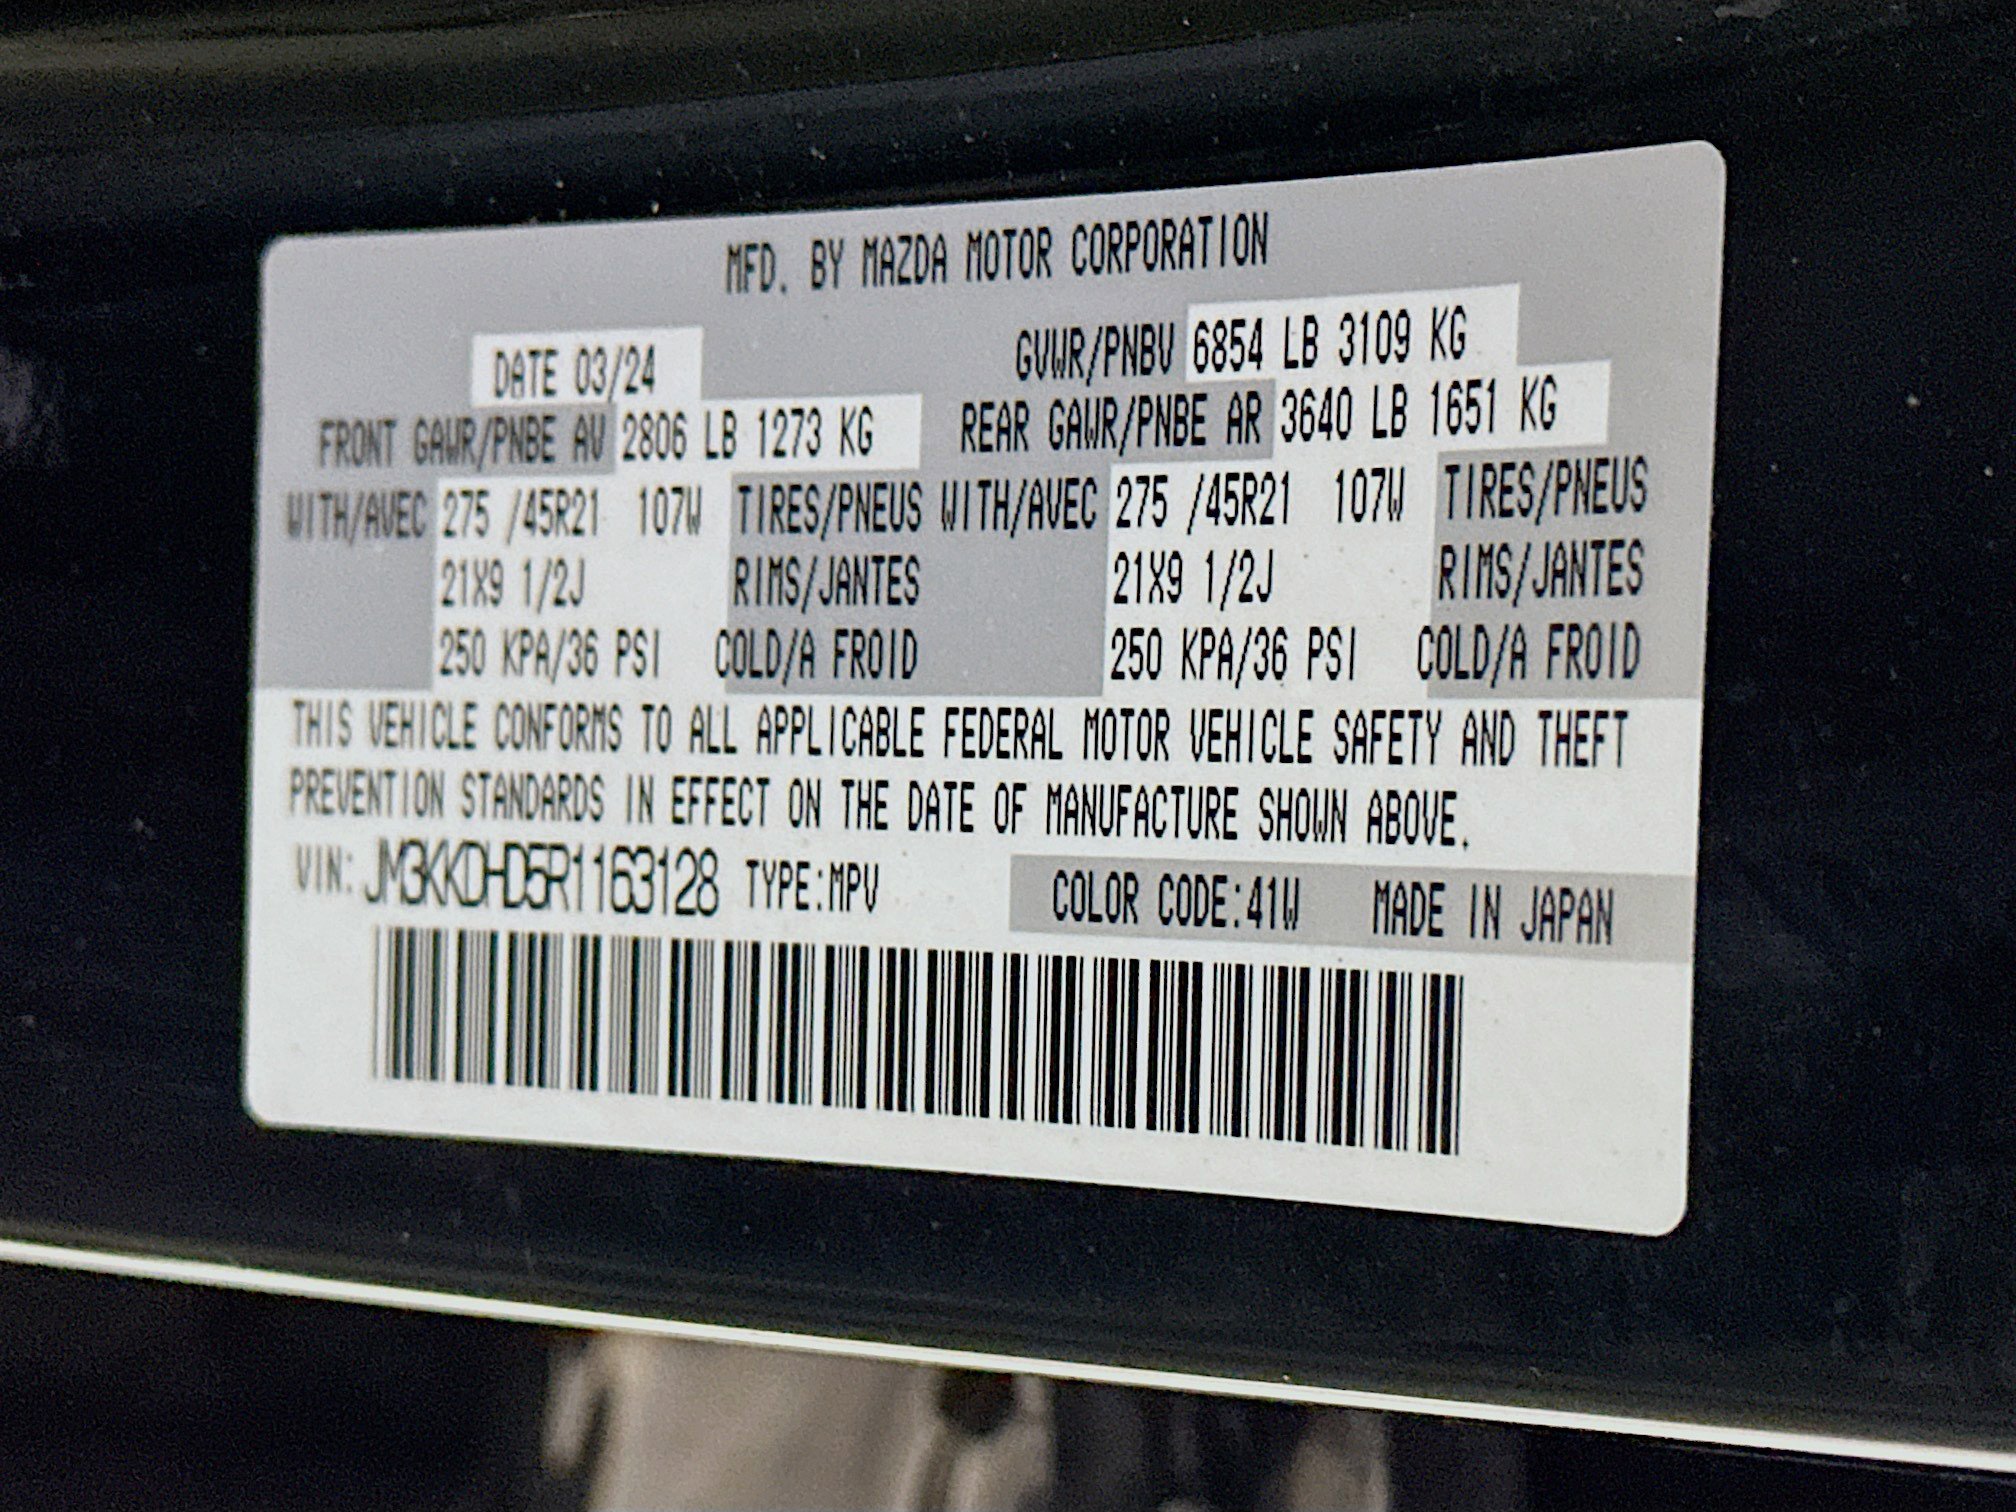 MFD. BY MAZDA MOTOR CORPORATION
DATE 03/24 GVWR/PNBV 6854 LB 3109 KG
FRONT GAWR/PNBE AV 2806 LB 1273 KG REAR GAWR/PNBE AR 3640 LB 1651 KG
WITH/AVEC 275 /45R21 107W TIRES/PNEUS WITH/AVEC 275 /45R21 107W TIRES/PNEUS
21X9 1/2J RIMS/JANTES 21X9 1/2J RIMS/JANTES
250 KPA/36 PSI COLD/A FROID 250 KPA/36 PSI COLD/A FROID
THIS VEHICLE CONFORMS TO ALL APPLICABLE FEDERAL MOTOR VEHICLE SAFETY AND THEFT
PREVENTION STANDARDS IN EFFECT ON THE DATE OF MANUFACTURE SHOWN ABOVE.
VIN: JM3KKDHD5R1163128 TYPE:MPV COLOR CODE:41W MADE IN JAPAN